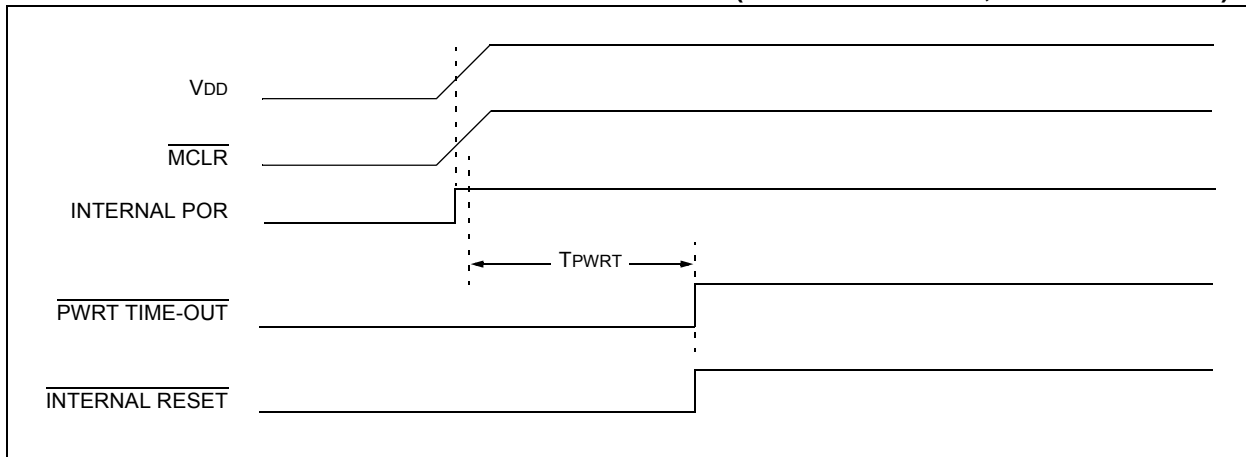 VDD
MCLR
INTERNAL POR
TPWRT
PWRT TIME-OUT
INTERNAL RESET